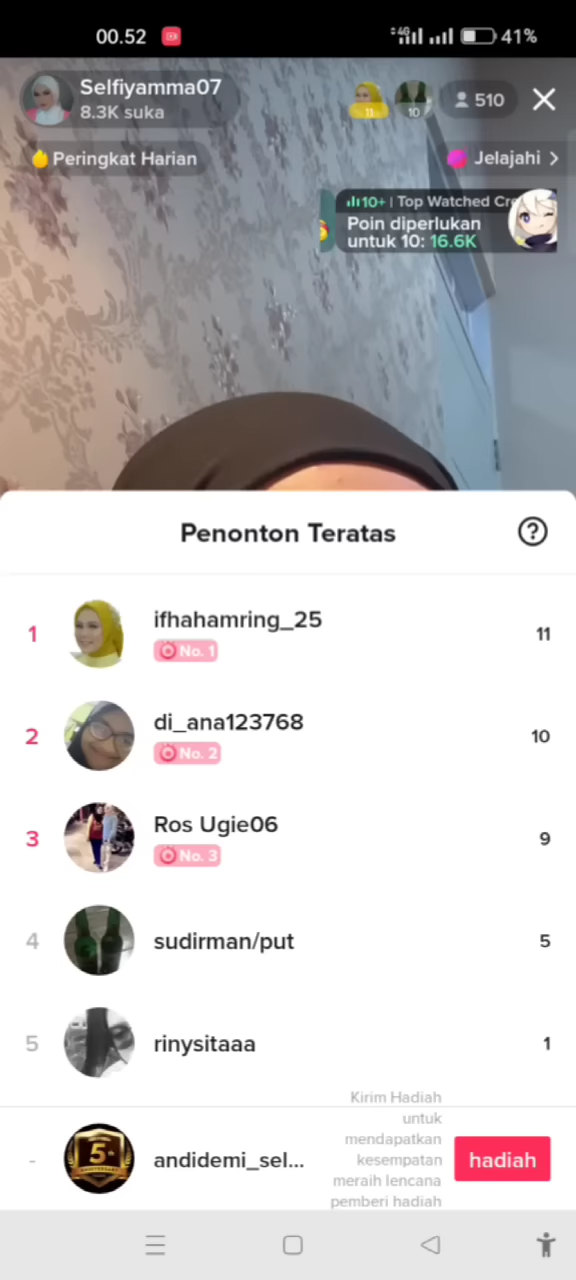 00.52
4G
41%
Selfiyamma07
8.3K suka
11
10
510
Peringkat Harian
Jelajahi >
10+ | Top Watched Cre
Poin diperlukan
untuk 10: 16.6K
Penonton Teratas
?
1
ifhahamring_25
No. 1
11
2
di_ana123768
No. 2
10
3
Ros Ugie06
No. 3
9
4
sudirman/put
5
5
rinysitaaa
1
-
5
andidemi_sel...
Kirim Hadiah
untuk
mendapatkan
kesempatan
meraih lencana
pemberi hadiah
hadiah